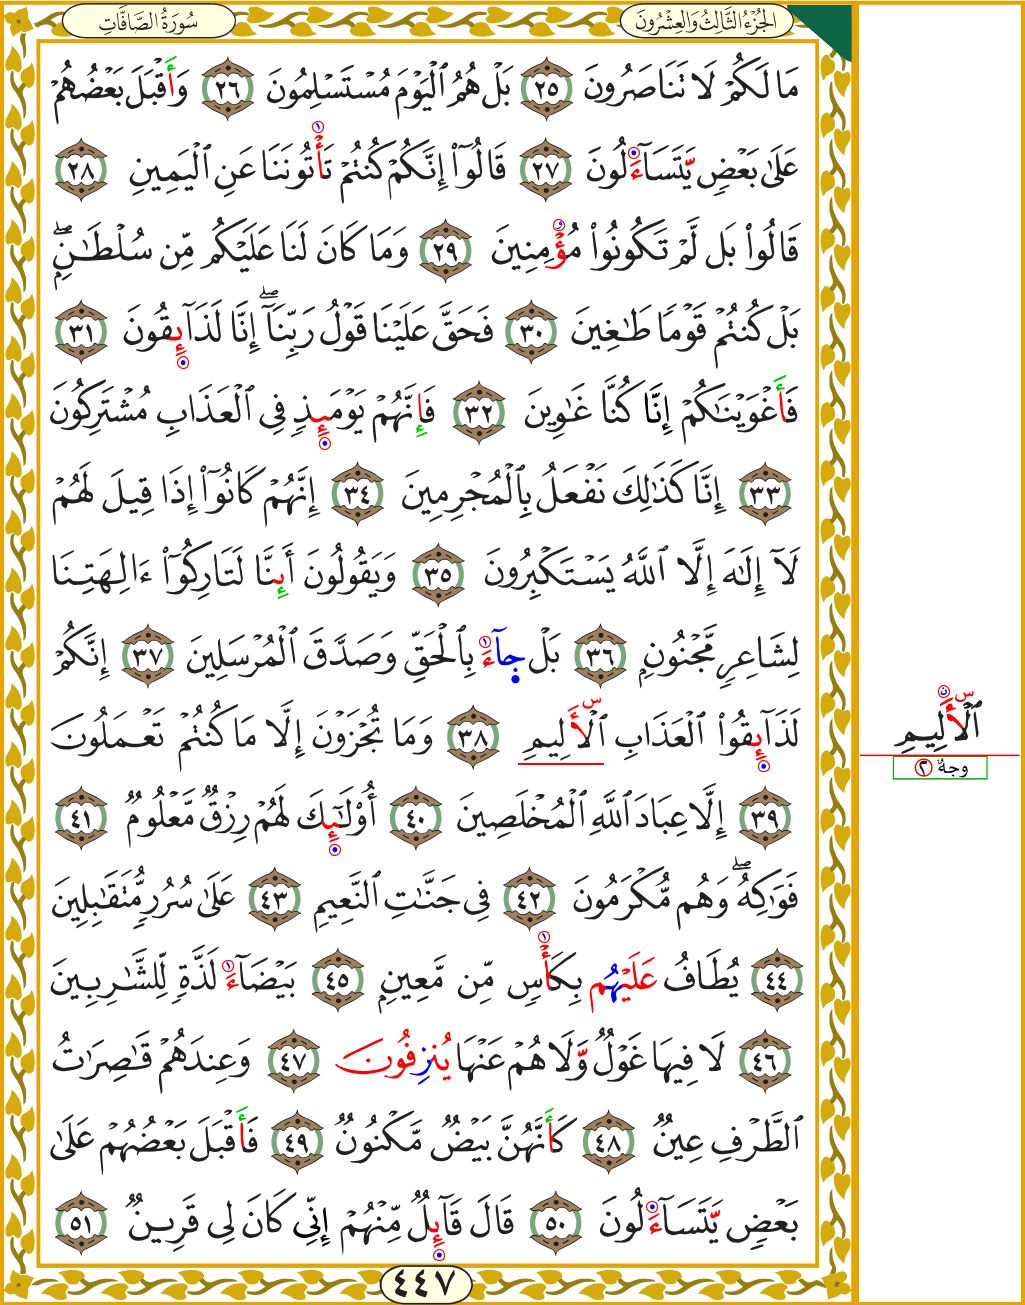 الجُزْءُ الثَّالِثُ وَالعِشْرُونَ
سُورَةُ الصَّافَّاتِ
مَا لَكُمْ لَا تَنَاصَرُونَ ٢٥ بَلْ هُمُ ٱلْيَوْمَ مُسْتَسْلِمُونَ ٢٦ وَأَقْبَلَ بَعْضُهُمْ
عَلَىٰ بَعْضٖ يَتَسَآءَلُونَ ٢٧ قَالُوٓا۟ إِنَّكُمْ كُنتُمْ تَأْتُونَنَا عَنِ ٱلْيَمِينِ ٢٨
قَالُوا۟ بَل لَّمْ تَكُونُوا۟ مُؤْمِنِينَ ٢٩ وَمَا كَانَ لَنَا عَلَيْكُم مِّن سُلْطَـٰنِۭۖ
بَلْ كُنتُمْ قَوْمًا طَـٰغِينَ ٣٠ فَحَقَّ عَلَيْنَا قَوْلُ رَبِّنَآۖ إِنَّا لَذَآئِقُونَ ٣١
فَأَغْوَيْنَـٰكُمْ إِنَّا كُنَّا غَـٰوِينَ ٣٢ فَإِنَّهُمْ يَوْمَئِذٖ فِى ٱلْعَذَابِ مُشْتَرِكُونَ
٣٣ إِنَّا كَذَٰلِكَ نَفْعَلُ بِٱلْمُجْرِمِينَ ٣٤ إِنَّهُمْ كَانُوٓا۟ إِذَا قِيلَ لَهُمْ
لَآ إِلَـٰهَ إِلَّا ٱللَّهُ يَسْتَكْبِرُونَ ٣٥ وَيَقُولُونَ أَئِنَّا لَتَارِكُوٓا۟ ءَالِهَتِنَا
لِشَاعِرٖ مَّجْنُونِۭ ٣٦ بَلْ جَآءَ بِٱلْحَقِّ وَصَدَّقَ ٱلْمُرْسَلِينَ ٣٧ إِنَّكُمْ
لَذَآئِقُوا۟ ٱلْعَذَابِ ٱلْأَلِيمِ ٣٨ وَمَا تُجْزَوْنَ إِلَّا مَا كُنتُمْ تَعْمَلُونَ
ٱلْأَلِيمِ
وجهٌ ٢
٣٩ إِلَّا عِبَادَ ٱللَّهِ ٱلْمُخْلَصِينَ ٤٠ أُو۟لَـٰٓئِكَ لَهُمْ رِزْقٌ مَّعْلُومٌ ٤١
فَوَٰكِهُۖ وَهُم مُّكْرَمُونَ ٤٢ فِى جَنَّـٰتِ ٱلنَّعِيمِ ٤٣ عَلَىٰ سُرُرٖ مُّتَقَـٰبِلِينَ
٤٤ يُطَافُ عَلَيْهُم بِكَأْسٖ مِّن مَّعِينِۭ ٤٥ بَيْضَآءَ لَذَّةٖ لِّلشَّـٰرِبِينَ
٤٦ لَا فِيهَا غَوْلٌ وَلَا هُمْ عَنْهَا يُنزِفُونَ ٤٧ وَعِندَهُمْ قَـٰصِرَٰتُ
ٱلطَّرْفِ عِينٌ ٤٨ كَأَنَّهُنَّ بَيْضٌ مَّكْنُونٌ ٤٩ فَأَقْبَلَ بَعْضُهُمْ عَلَىٰ
بَعْضٖ يَتَسَآءَلُونَ ٥٠ قَالَ قَآئِلٌ مِّنْهُمْ إِنِّى كَانَ لِى قَرِينٌ ٥١
٤٤٧